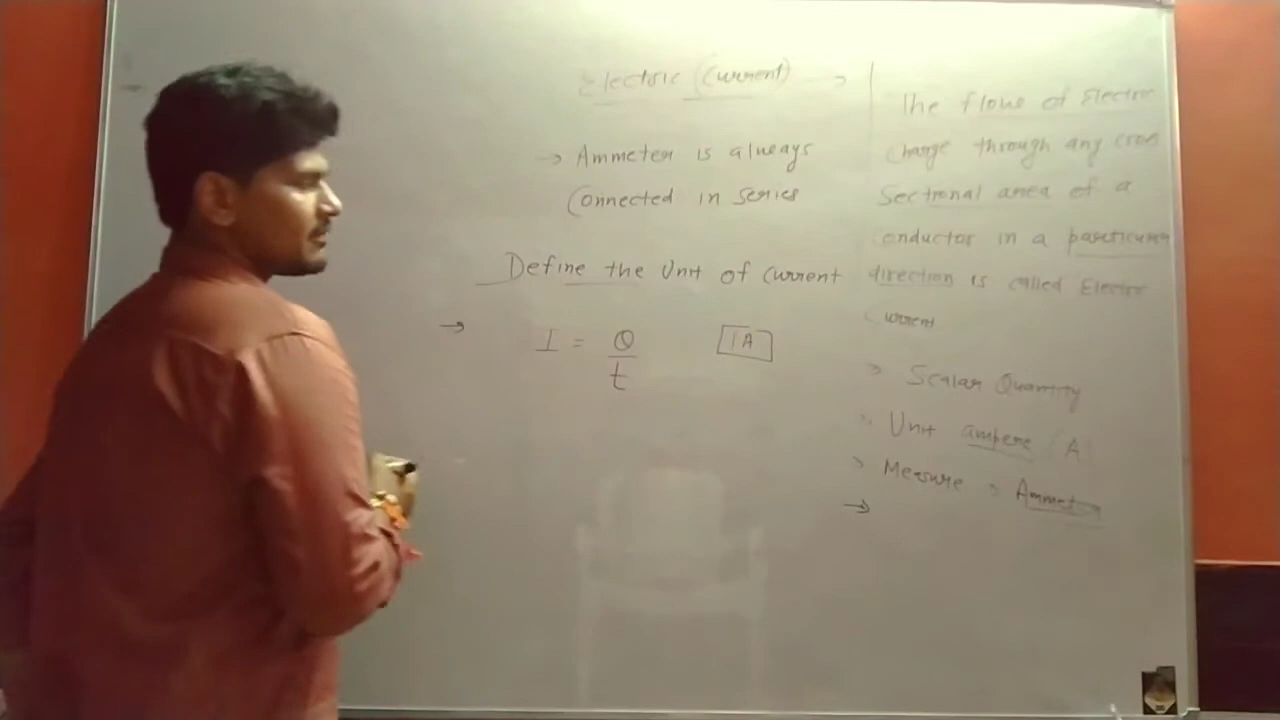 Electric (Current) →
→ Ammeter is always
Connected in series
Define the Unit of Current
→ I = Q
t
1A
The flow of Electric
Charge through any cross
Sectional area of a
conductor in a particular
direction is called Electric
Current
→ Scalar Quantity
→ Unit ampere (A)
→ Measure → Ammeter
→